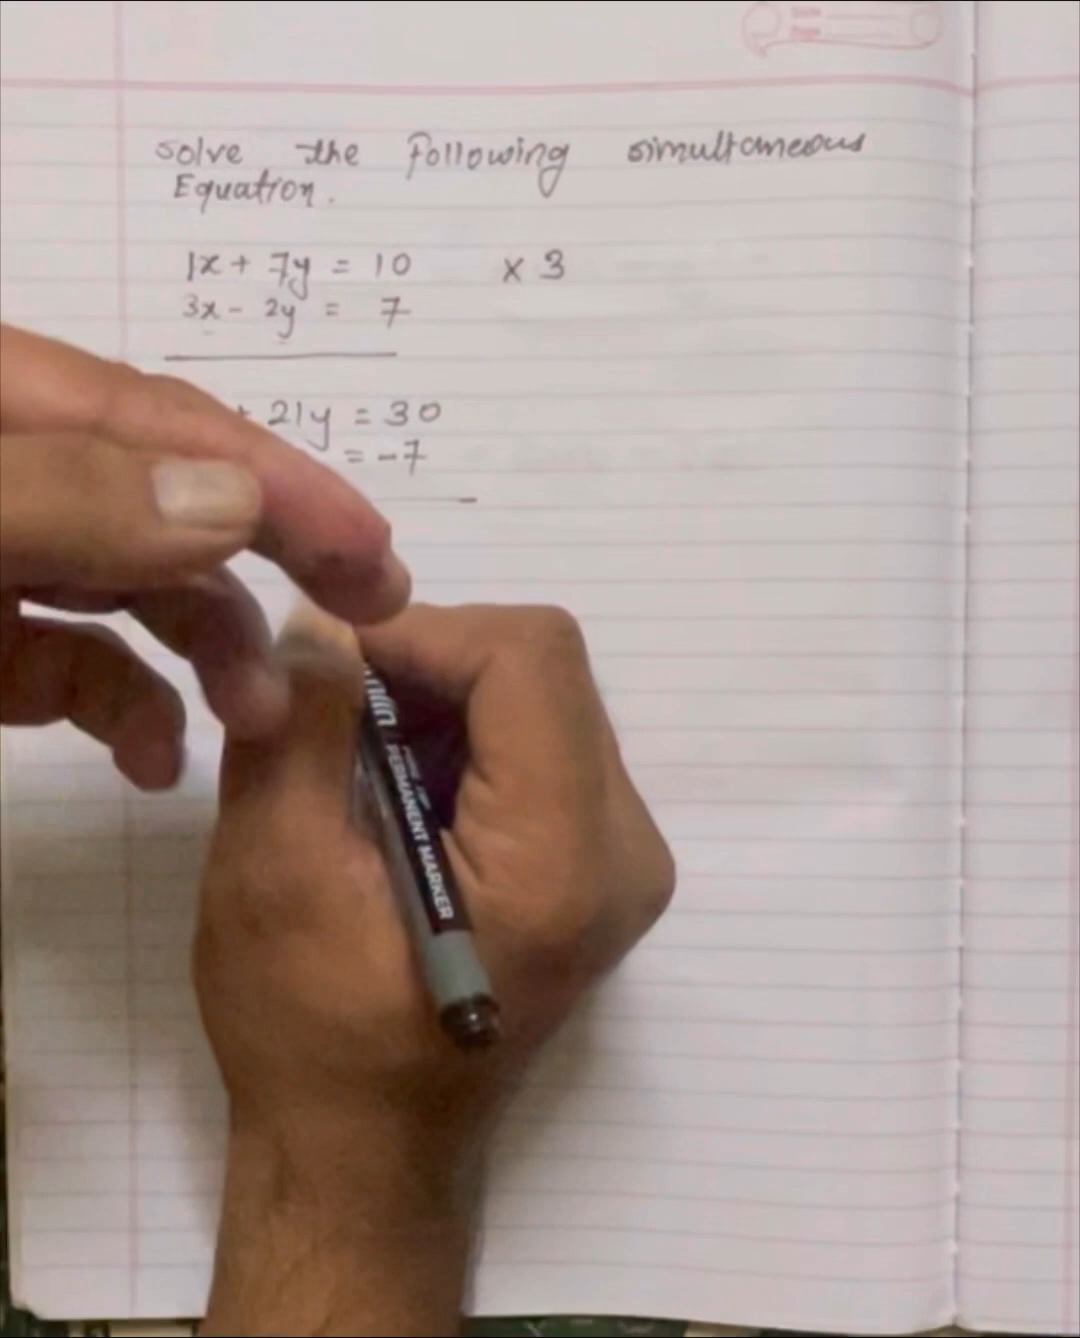 solve the following simultaneous
Equation.
1x + 7y = 10 × 3
3x - 2y = 7
+ 21y = 30
= -7
PERMANENT MARKER